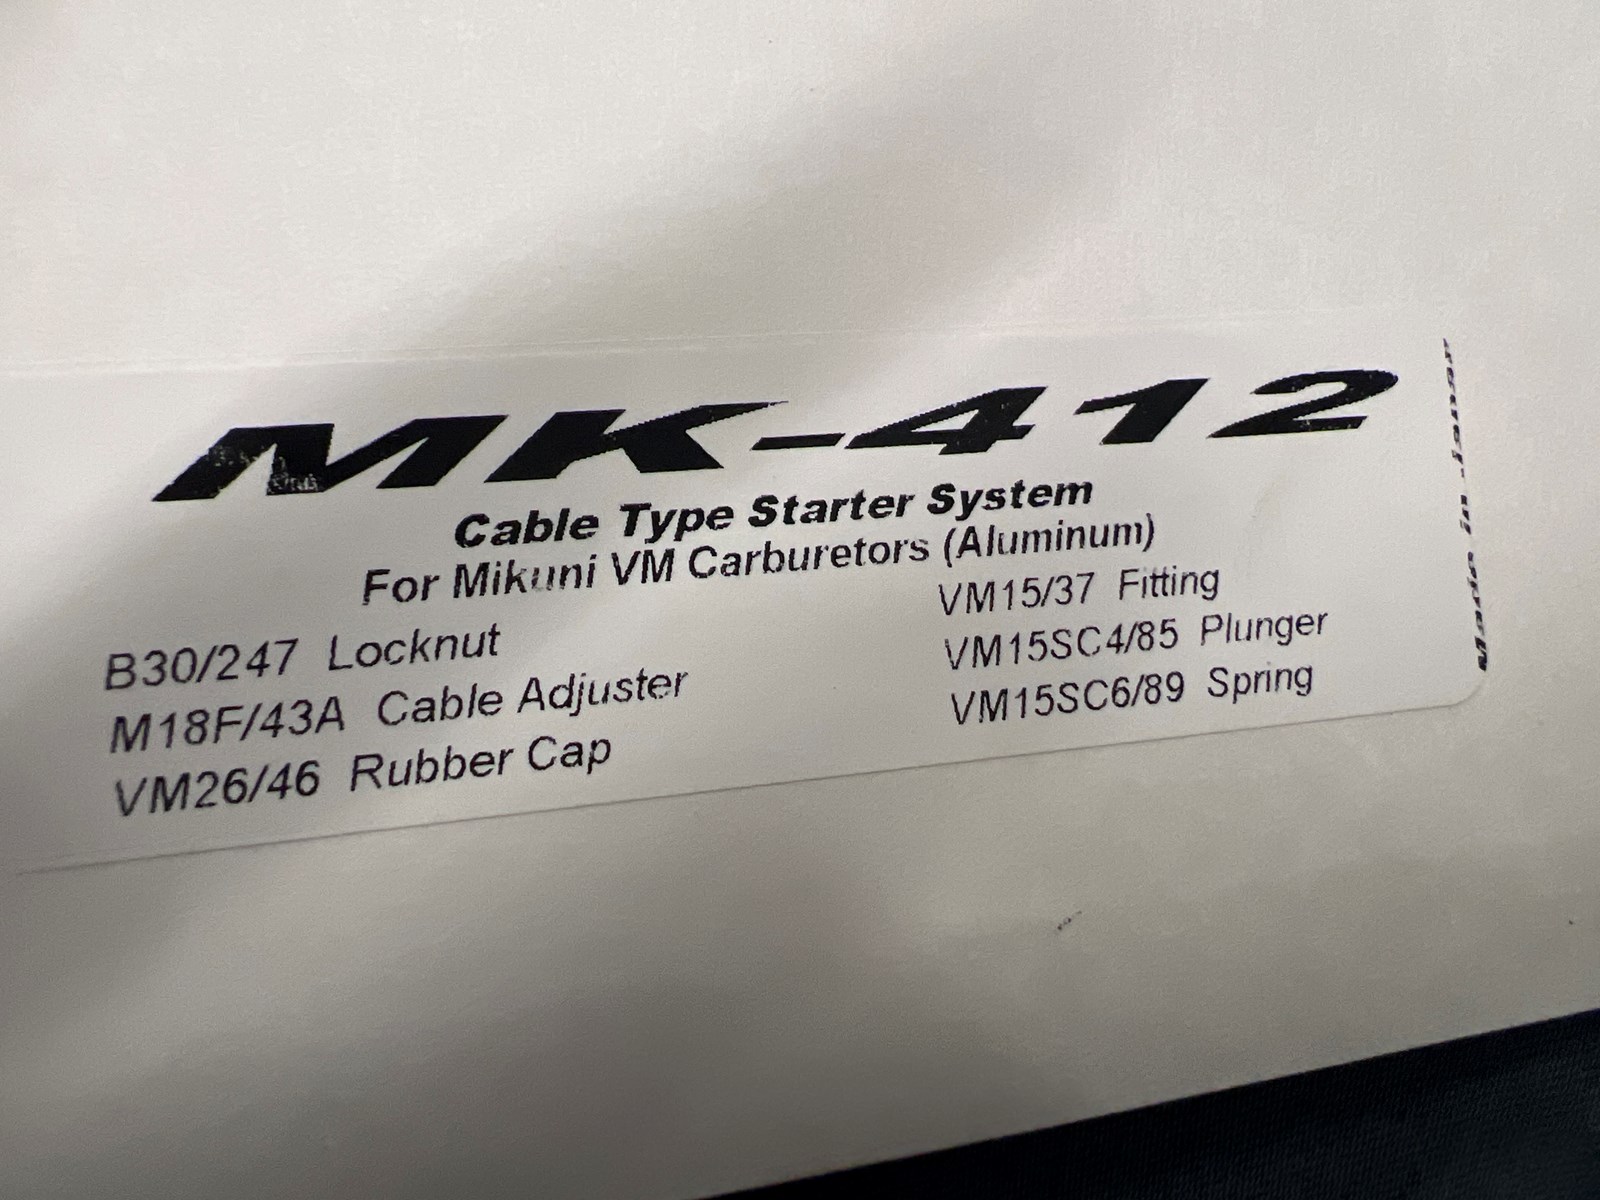 MK-412
Cable Type Starter System
For Mikuni VM Carburetors (Aluminum)
B30/247 Locknut
M18F/43A Cable Adjuster
VM26/46 Rubber Cap
VM15/37 Fitting
VM15SC4/85 Plunger
VM15SC6/89 Spring
Made in Japan